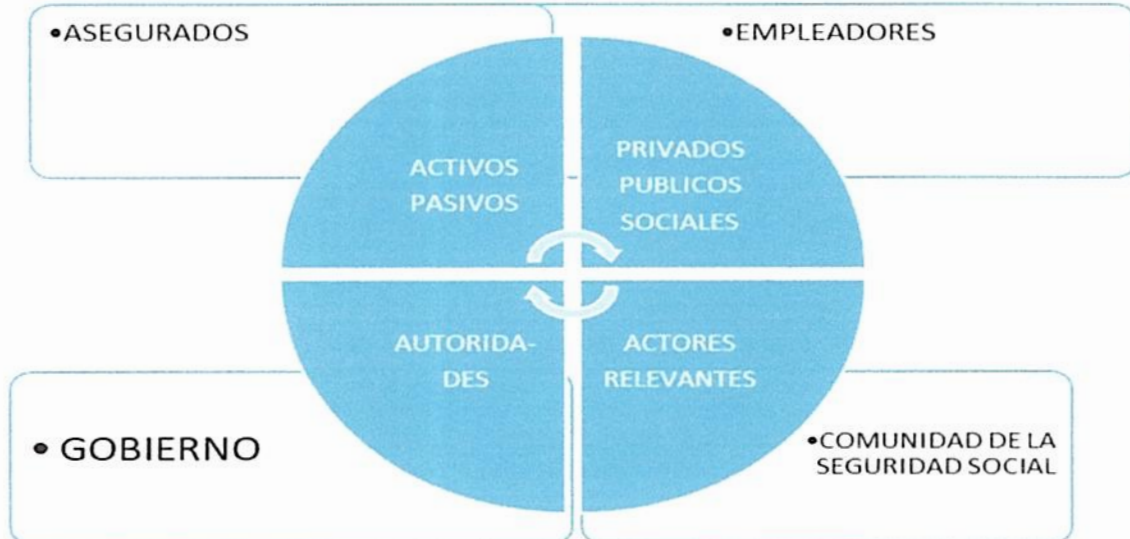 •ASEGURADOS
•EMPLEADORES
ACTIVOS
PASIVOS
PRIVADOS
PUBLICOS
SOCIALES
AUTORIDA-
DES
ACTORES
RELEVANTES
• GOBIERNO
•COMUNIDAD DE LA
SEGURIDAD SOCIAL